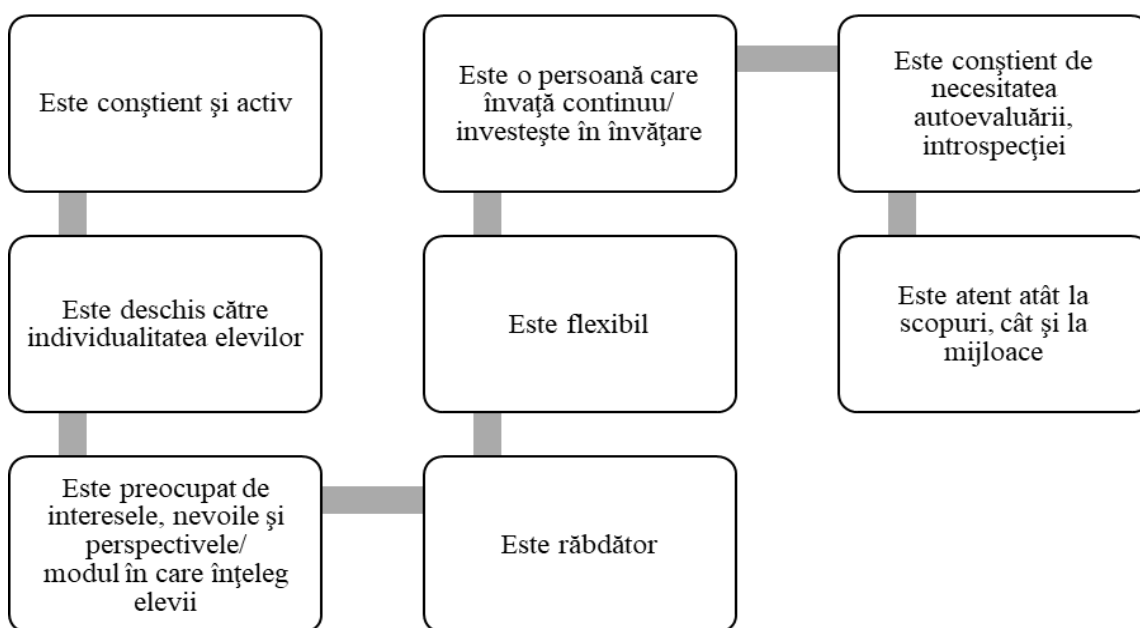 Este conştient şi activ
Este deschis către
individualitatea elevilor
Este preocupat de
interesele, nevoile şi
perspectivele/
modul în care înţeleg
elevii
Este răbdător
Este flexibil
Este o persoană care
învaţă continuu/
investeşte în învăţare
Este conştient de
necesitatea
autoevaluării,
introspecţiei
Este atent atât la
scopuri, cât şi la
mijloace